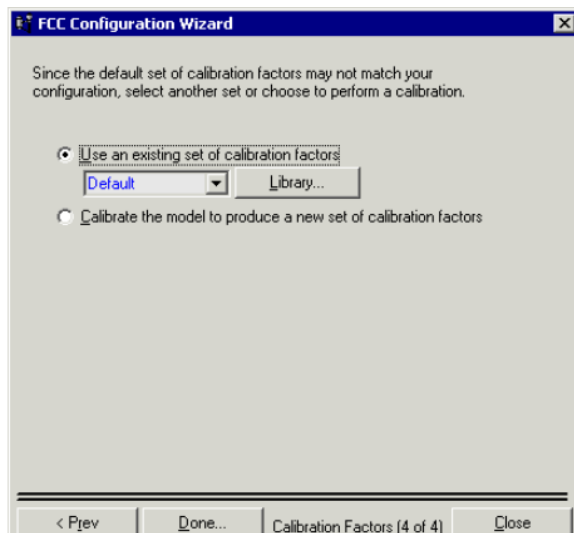 FCC Configuration Wizard
Since the default set of calibration factors may not match your
configuration, select another set or choose to perform a calibration.
Use an existing set of calibration factors
Default
Library...
Calibrate the model to produce a new set of calibration factors
< Prev
Done...
Calibration Factors (4 of 4)
Close